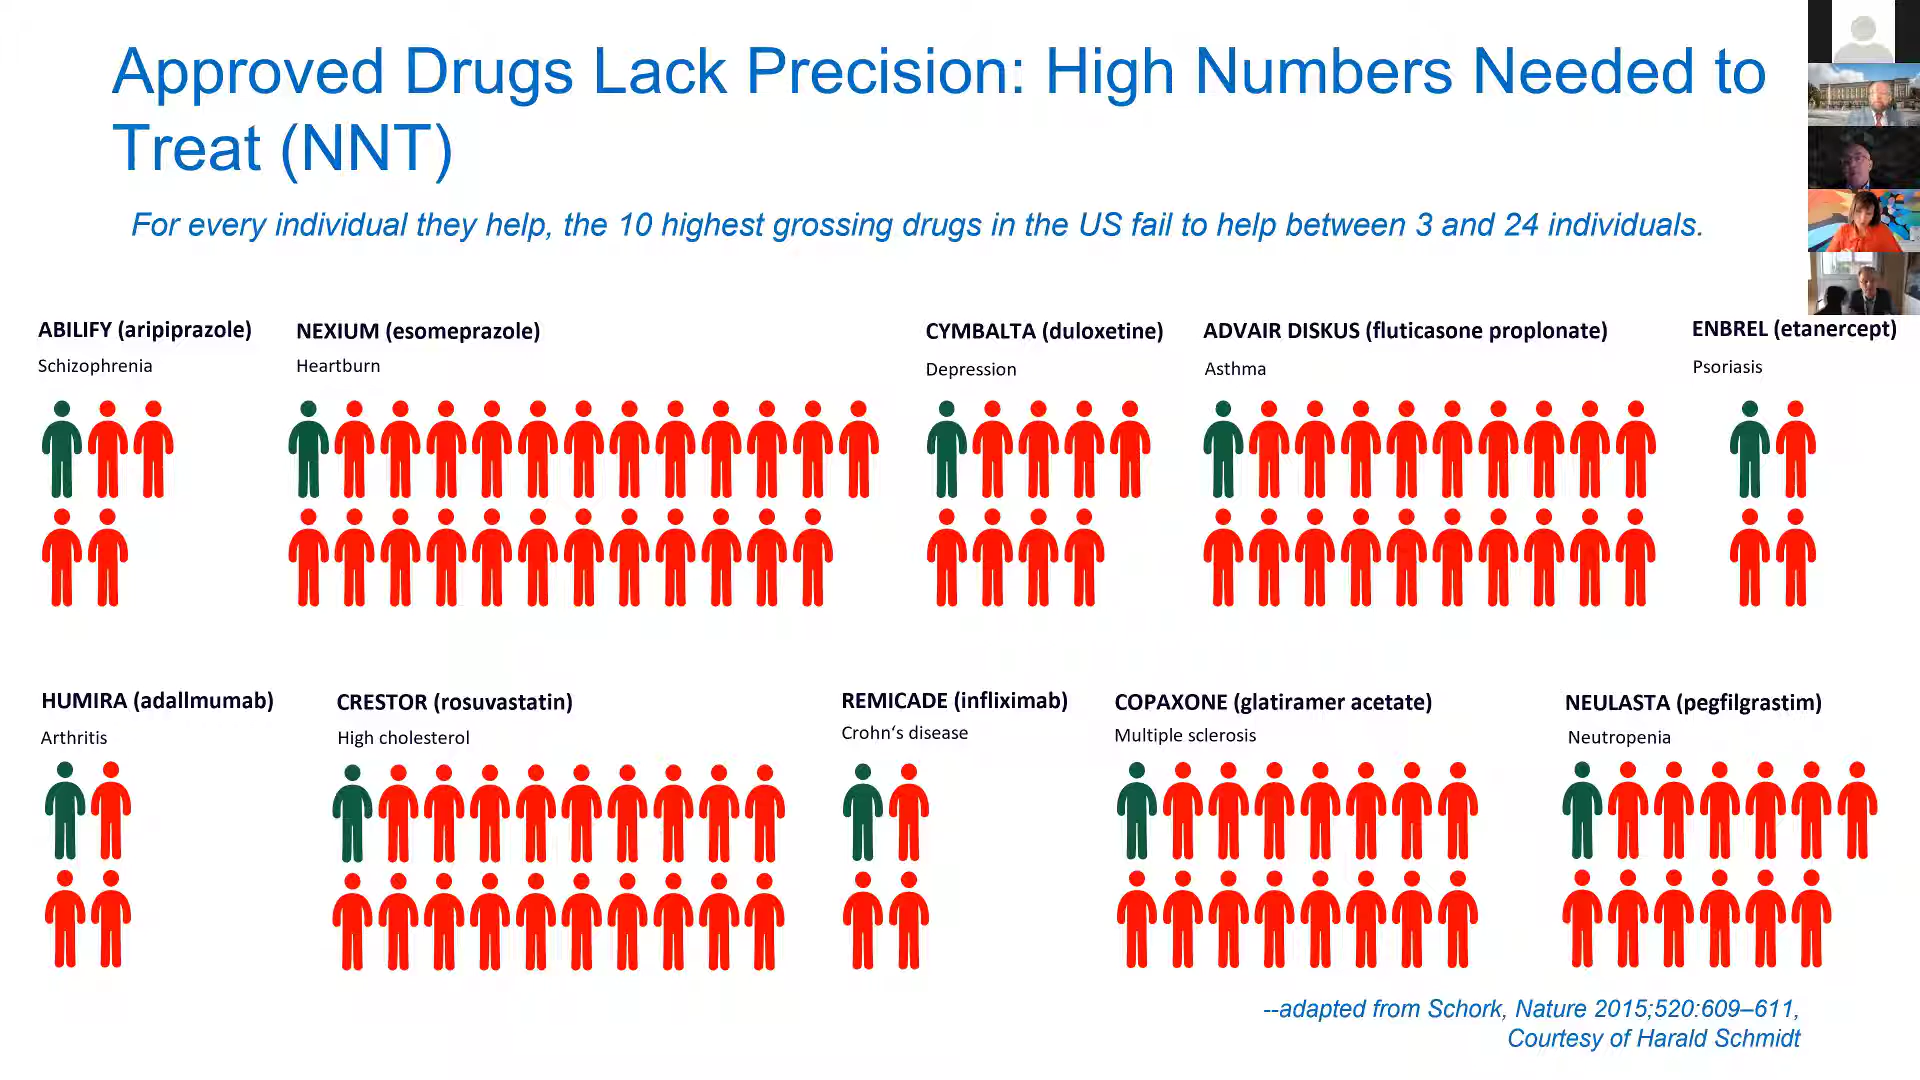 Approved Drugs Lack Precision: High Numbers Needed to
Treat (NNT)
For every individual they help, the 10 highest grossing drugs in the US fail to help between 3 and 24 individuals.
ABILIFY (aripiprazole)
Schizophrenia
NEXIUM (esomeprazole)
Heartburn
CYMBALTA (duloxetine)
Depression
ADVAIR DISKUS (fluticasone proplonate)
Asthma
ENBREL (etanercept)
Psoriasis
HUMIRA (adallmumab)
Arthritis
CRESTOR (rosuvastatin)
High cholesterol
REMICADE (infliximab)
Crohn‘s disease
COPAXONE (glatiramer acetate)
Multiple sclerosis
NEULASTA (pegfilgrastim)
Neutropenia
--adapted from Schork, Nature 2015;520:609–611,
Courtesy of Harald Schmidt